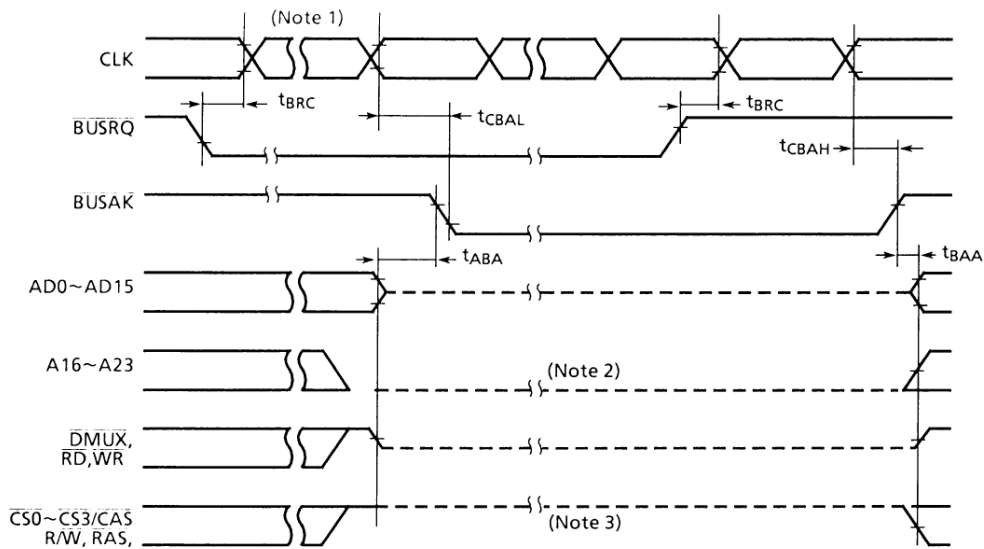 (Note 1)
CLK
tBRC
tCBAL
tBRC
BUSRQ
tCBAH
BUSAK
tABA
tBAA
AD0~AD15
A16~A23
(Note 2)
DMUX,
RD,WR
CS0~CS3/CAS
R/W, RAS,
(Note 3)